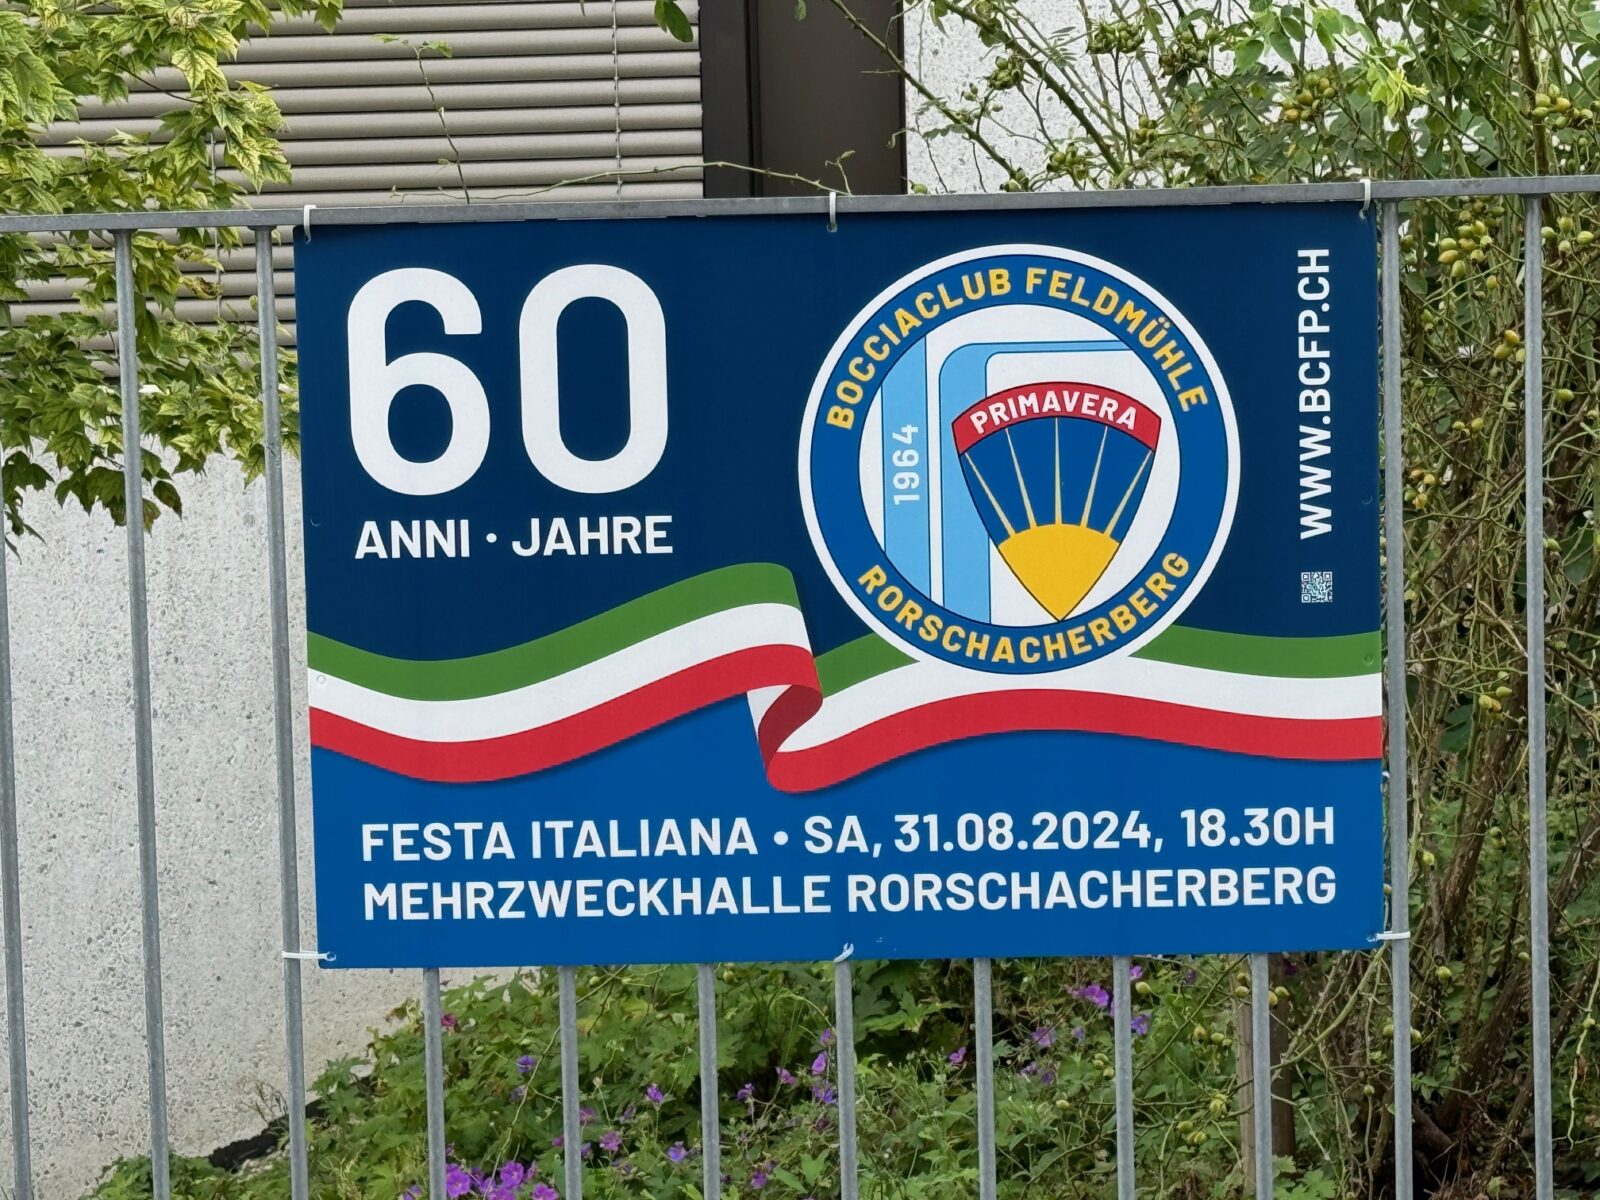 60
ANNI · JAHRE
BOCCIACLUB FELDMÜHLE
PRIMAVERA
1964
RORSCHACHERBERG
WWW.BCFP.CH
FESTA ITALIANA • SA, 31.08.2024, 18.30H
MEHRZWECKHALLE RORSCHACHERBERG